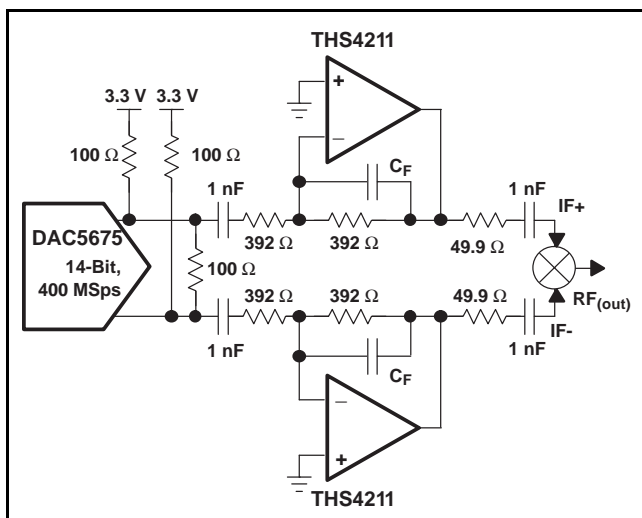 THS4211
+
−
3.3 V 3.3 V
100 Ω 100 Ω
C_F
1 nF
392 Ω 392 Ω
49.9 Ω
1 nF
IF+
DAC5675
14-Bit,
400 MSps
100 Ω
RF(out)
392 Ω 392 Ω
49.9 Ω
1 nF
1 nF
IF-
C_F
−
+
THS4211